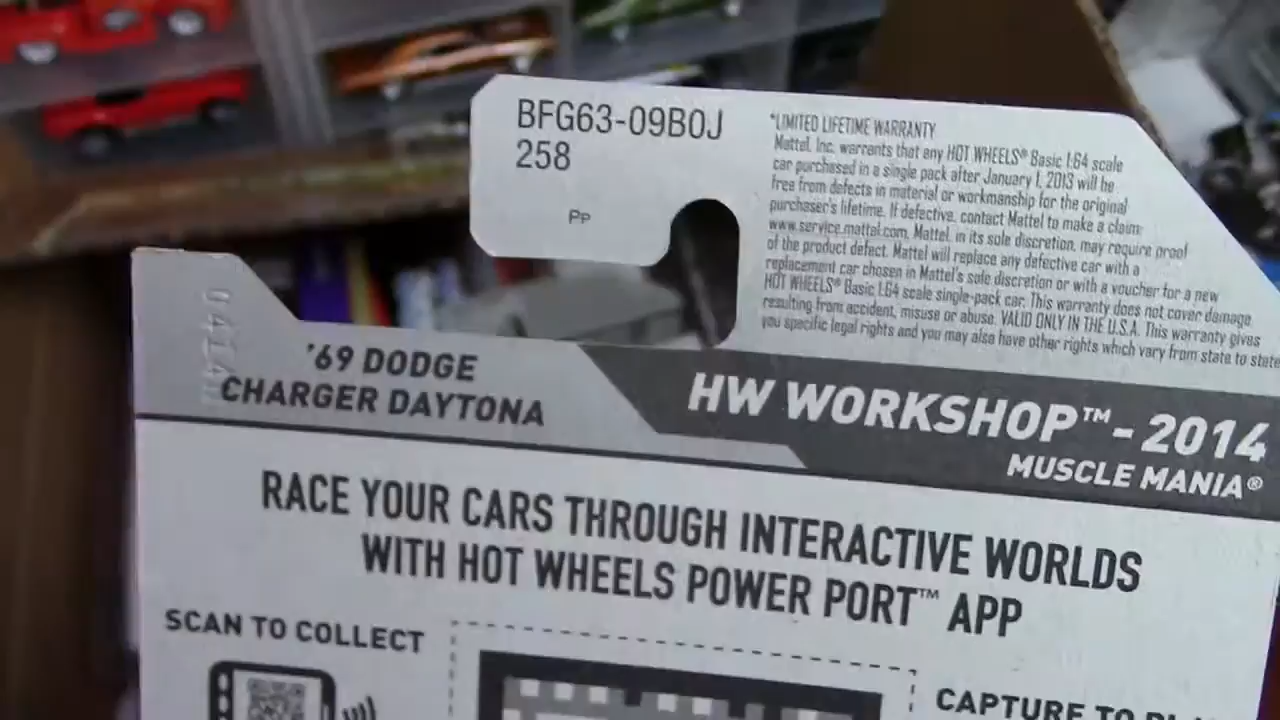 BFG63-09B0J
258
Pp
*LIMITED LIFETIME WARRANTY
Mattel, Inc. warrants that any HOT WHEELS® Basic 1:64 scale
car purchased in a single pack after January 1, 2013 will be
free from defects in material or workmanship for the original
purchaser's lifetime. If defective, contact Mattel to make a claim:
www.service.mattel.com. Mattel, in its sole discretion, may require proof
of the product defect. Mattel will replace any defective car with a
replacement car chosen in Mattel's sole discretion or with a voucher for a new
HOT WHEELS® Basic 1:64 scale single-pack car. This warranty does not cover damage
resulting from accident, misuse or abuse. VALID ONLY IN THE U.S.A. This warranty gives
you specific legal rights and you may also have other rights which vary from state to state
'69 DODGE
CHARGER DAYTONA
HW WORKSHOP™ - 2014
MUSCLE MANIA®
RACE YOUR CARS THROUGH INTERACTIVE WORLDS
WITH HOT WHEELS POWER PORT™ APP
SCAN TO COLLECT
CAPTURE TO